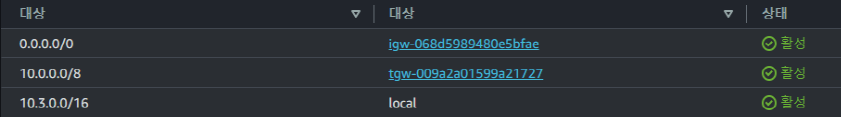 대상 대상 상태
0.0.0.0/0 igw-068d5989480e5bfae 활성
10.0.0.0/8 tgw-009a2a01599a21727 활성
10.3.0.0/16 local 활성